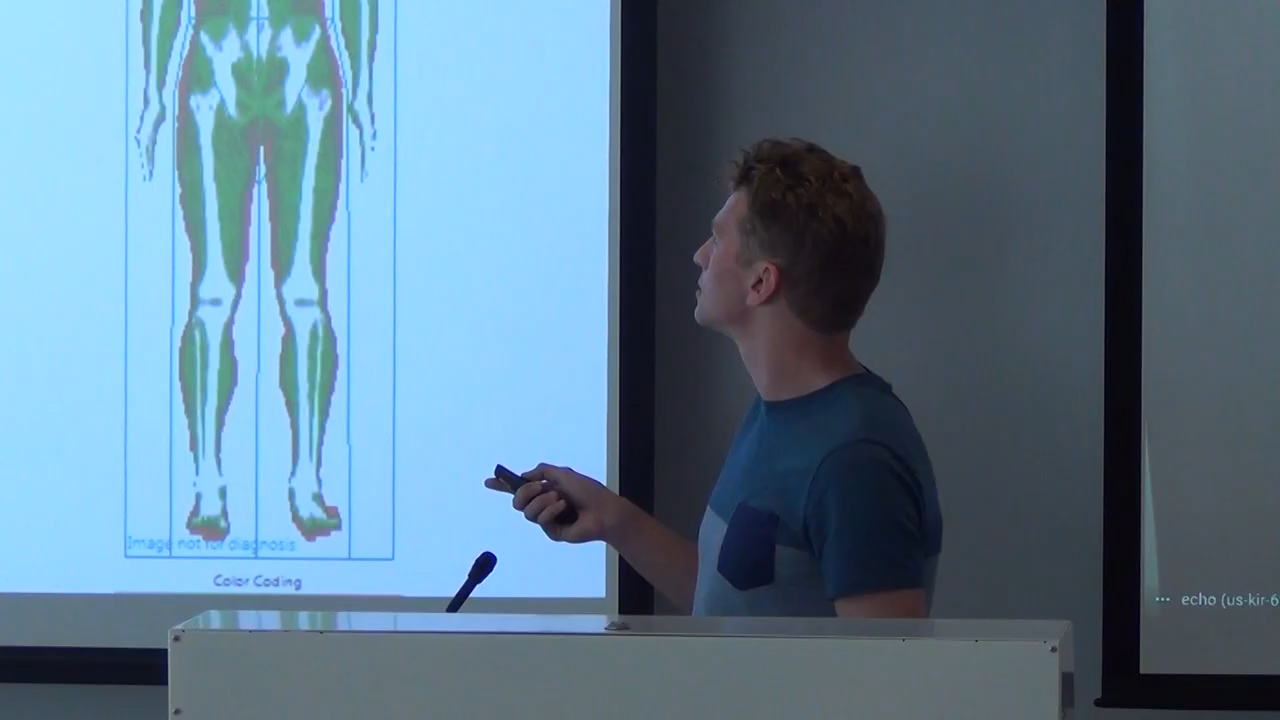 Image not for diagnosis
Color Coding
••• echo (us-kir-6